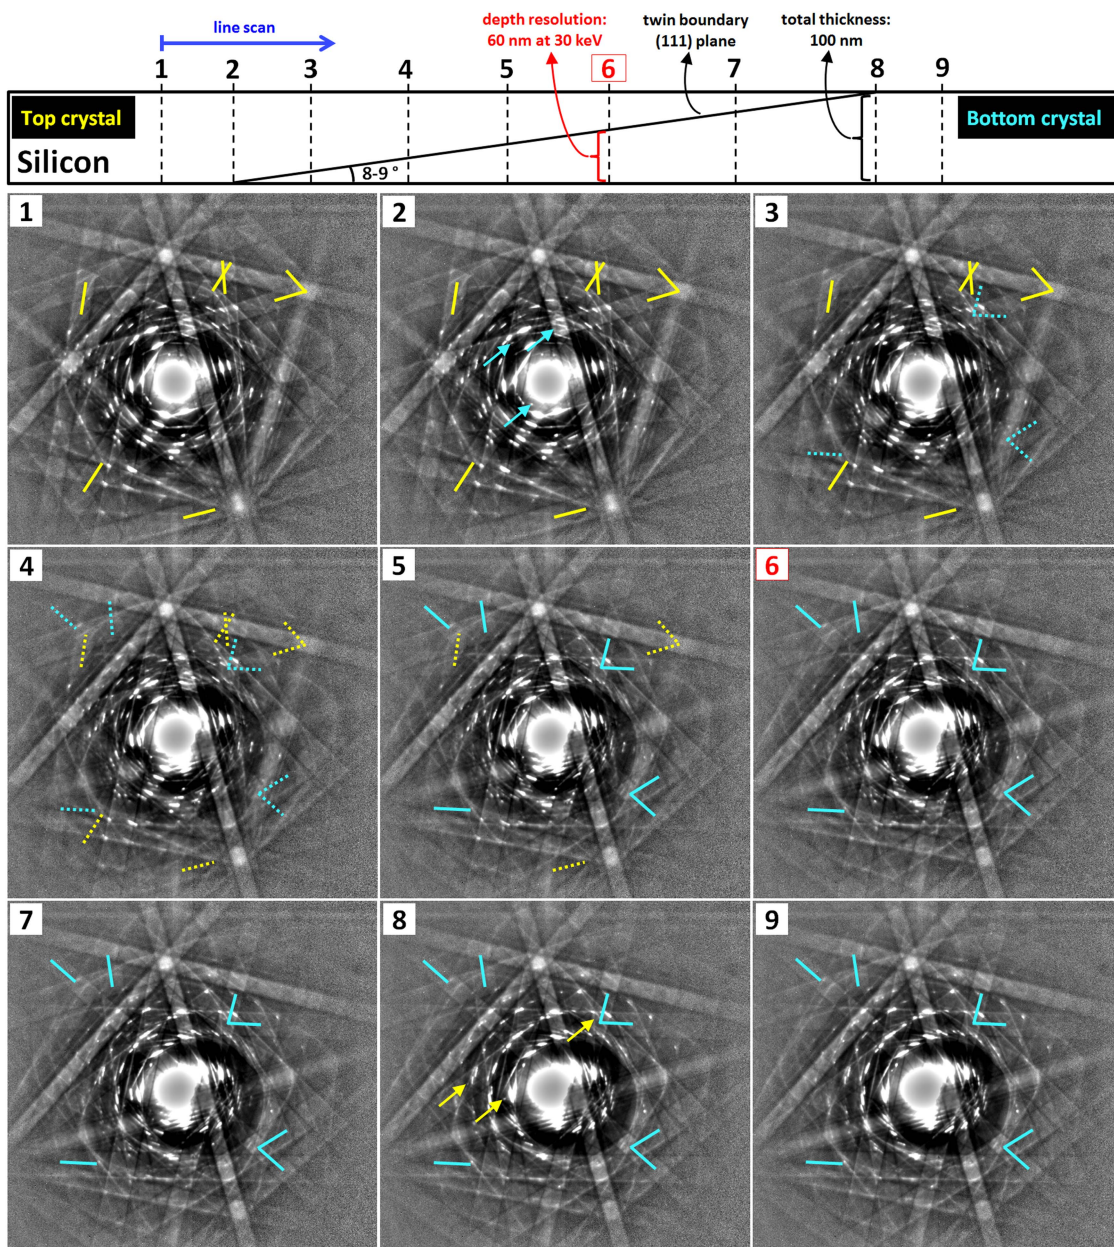 line scan
depth resolution:
60 nm at 30 keV
twin boundary
(111) plane
total thickness:
100 nm
1 2 3 4 5 6 7 8 9
Top crystal
Bottom crystal
Silicon
8-9 °
1
2
3
4
5
6
7
8
9